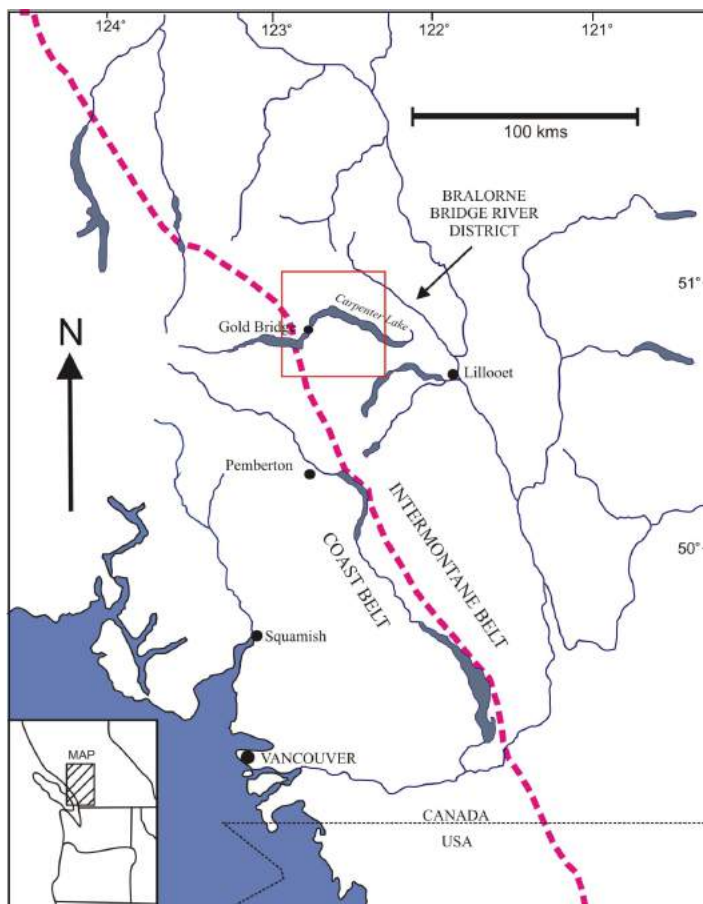 124°
123°
122°
121°
100 kms
BRALORNE
BRIDGE RIVER
DISTRICT
51°
Carpenter Lake
Gold Bridge
N
Lillooet
Pemberton
INTERMONTANE BELT
COAST BELT
50°
Squamish
MAP
VANCOUVER
CANADA
USA